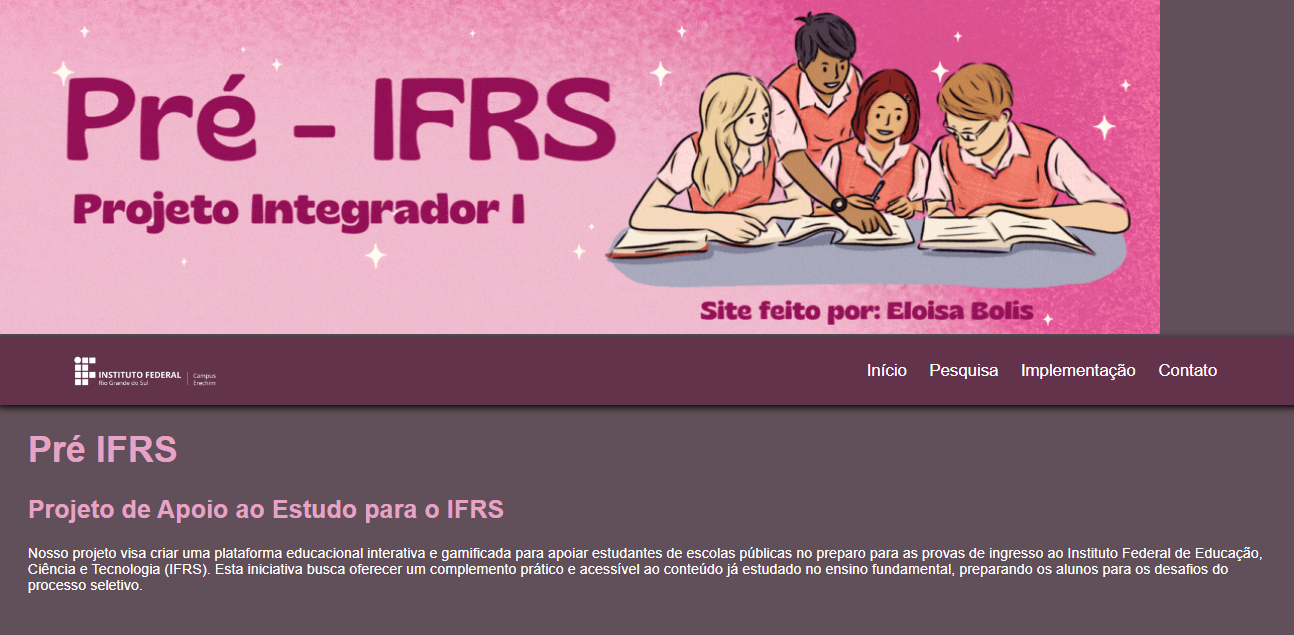 Pré - IFRS
Projeto Integrador I
Site feito por: Eloisa Bolis
INSTITUTO FEDERAL
Rio Grande do Sul
Campus
Erechim
Início Pesquisa Implementação Contato
Pré IFRS
Projeto de Apoio ao Estudo para o IFRS
Nosso projeto visa criar uma plataforma educacional interativa e gamificada para apoiar estudantes de escolas públicas no preparo para as provas de ingresso ao Instituto Federal de Educação,
Ciência e Tecnologia (IFRS). Esta iniciativa busca oferecer um complemento prático e acessível ao conteúdo já estudado no ensino fundamental, preparando os alunos para os desafios do
processo seletivo.